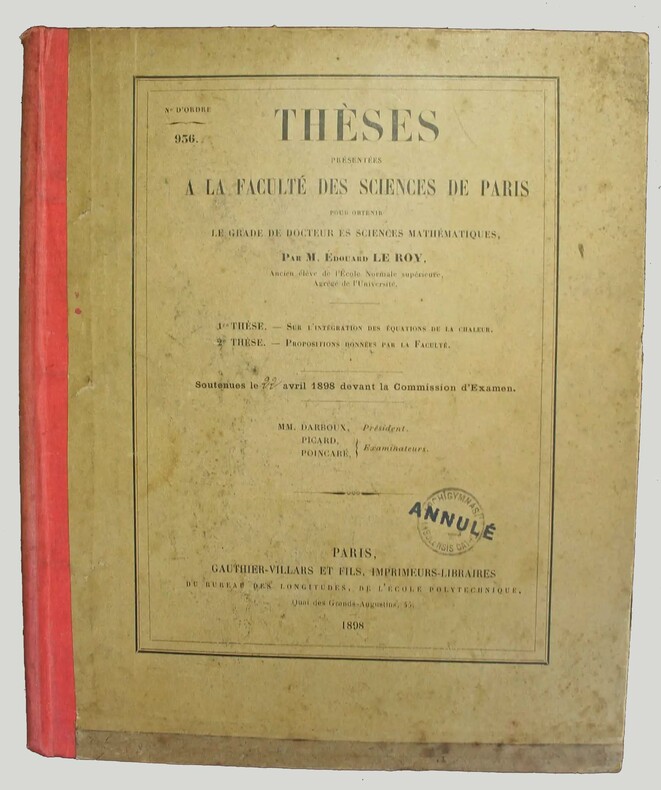 N° D'ORDRE
956.
THÈSES
PRÉSENTÉES
A LA FACULTÉ DES SCIENCES DE PARIS
POUR OBTENIR
LE GRADE DE DOCTEUR ES SCIENCES MATHÉMATIQUES,
PAR M. ÉDOUARD LE ROY,
Ancien élève de l'École Normale supérieure,
Agrégé de l'Université.
1re THÈSE. — SUR L'INTÉGRATION DES ÉQUATIONS DE LA CHALEUR.
2e THÈSE. — PROPOSITIONS DONNÉES PAR LA FACULTÉ.
Soutenues le 22 avril 1898 devant la Commission d'Examen.
MM. DARBOUX, Président.
PICARD,
Examinateurs.
POINCARÉ,
ANNULÉ
PARIS,
GAUTHIER-VILLARS ET FILS, IMPRIMEURS-LIBRAIRES
DU BUREAU DES LONGITUDES, DE L'ÉCOLE POLYTECHNIQUE,
Quai des Grands-Augustins, 55.
1898